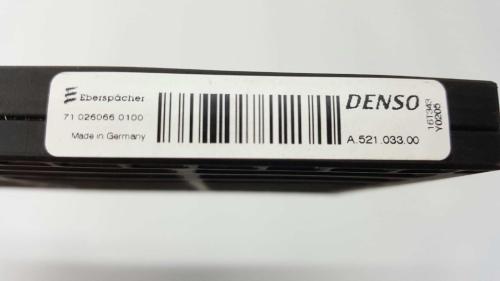 Eberspächer
71 026066 0100
Made in Germany
DENSO
A.521.033.00
16T343
Y0205